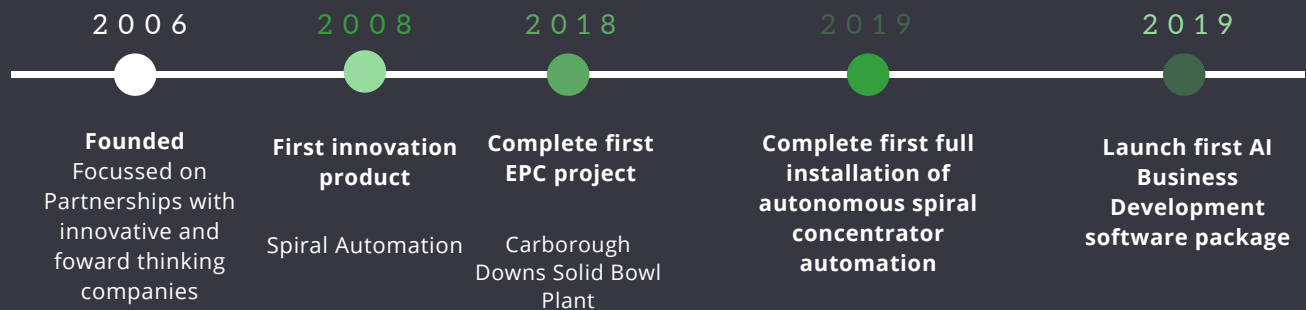 2006
Founded
Focussed on
Partnerships with
innovative and
foward thinking
companies
2008
First innovation
product
Spiral Automation
2018
Complete first
EPC project
Carborough
Downs Solid Bowl
Plant
2019
Complete first full
installation of
autonomous spiral
concentrator
automation
2019
Launch first AI
Business
Development
software package